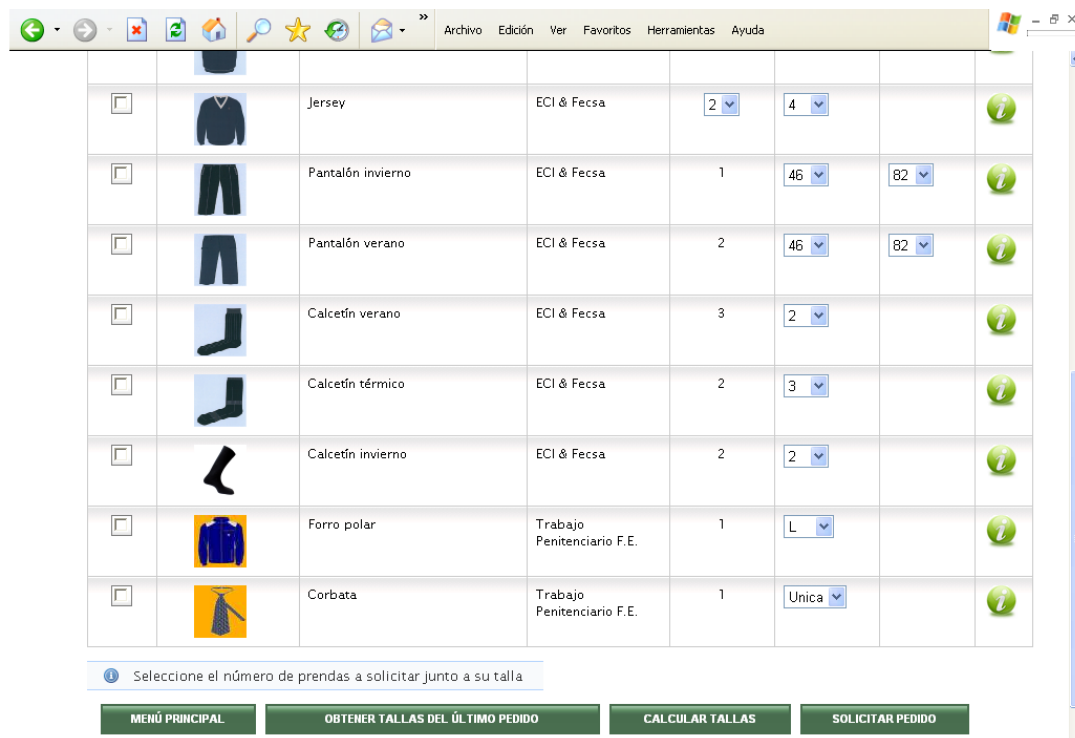 »
Archivo Edición Ver Favoritos Herramientas Ayuda
Jersey ECI & Fecsa 2 4
Pantalón invierno ECI & Fecsa 1 46 82
Pantalón verano ECI & Fecsa 2 46 82
Calcetín verano ECI & Fecsa 3 2
Calcetín térmico ECI & Fecsa 2 3
Calcetín invierno ECI & Fecsa 2 2
Forro polar Trabajo 1 L
Penitenciario F.E.
Corbata Trabajo 1 Unica
Penitenciario F.E.
Seleccione el número de prendas a solicitar junto a su talla
MENÚ PRINCIPAL OBTENER TALLAS DEL ÚLTIMO PEDIDO CALCULAR TALLAS SOLICITAR PEDIDO